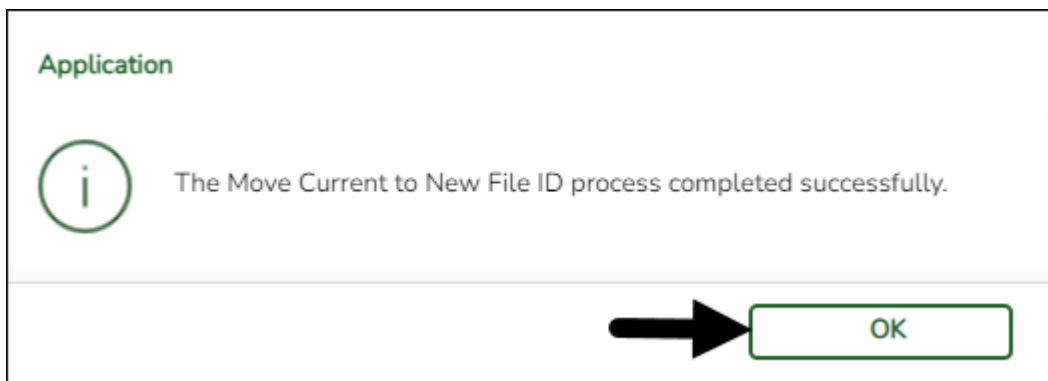 Application
i
The Move Current to New File ID process completed successfully.
OK